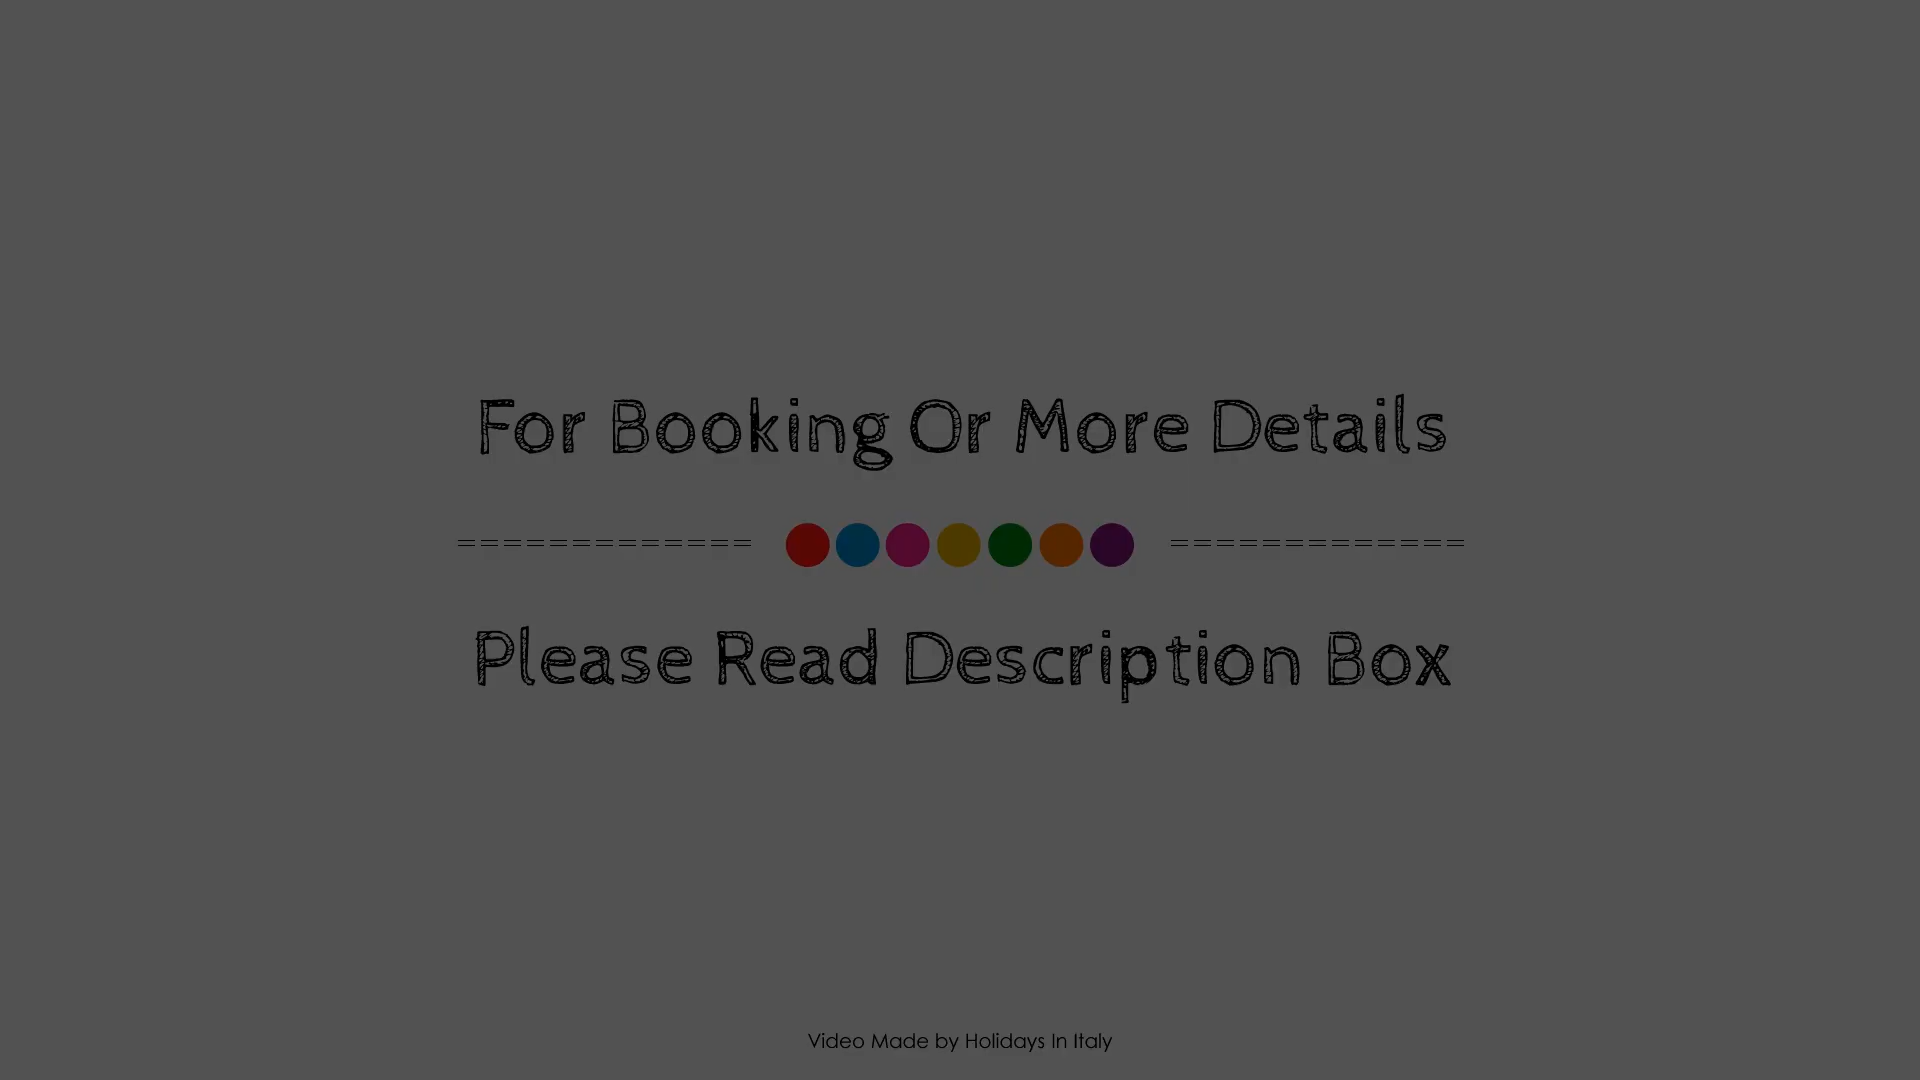 For Booking Or More Details
============= =============
Please Read Description Box
Video Made by Holidays In Italy